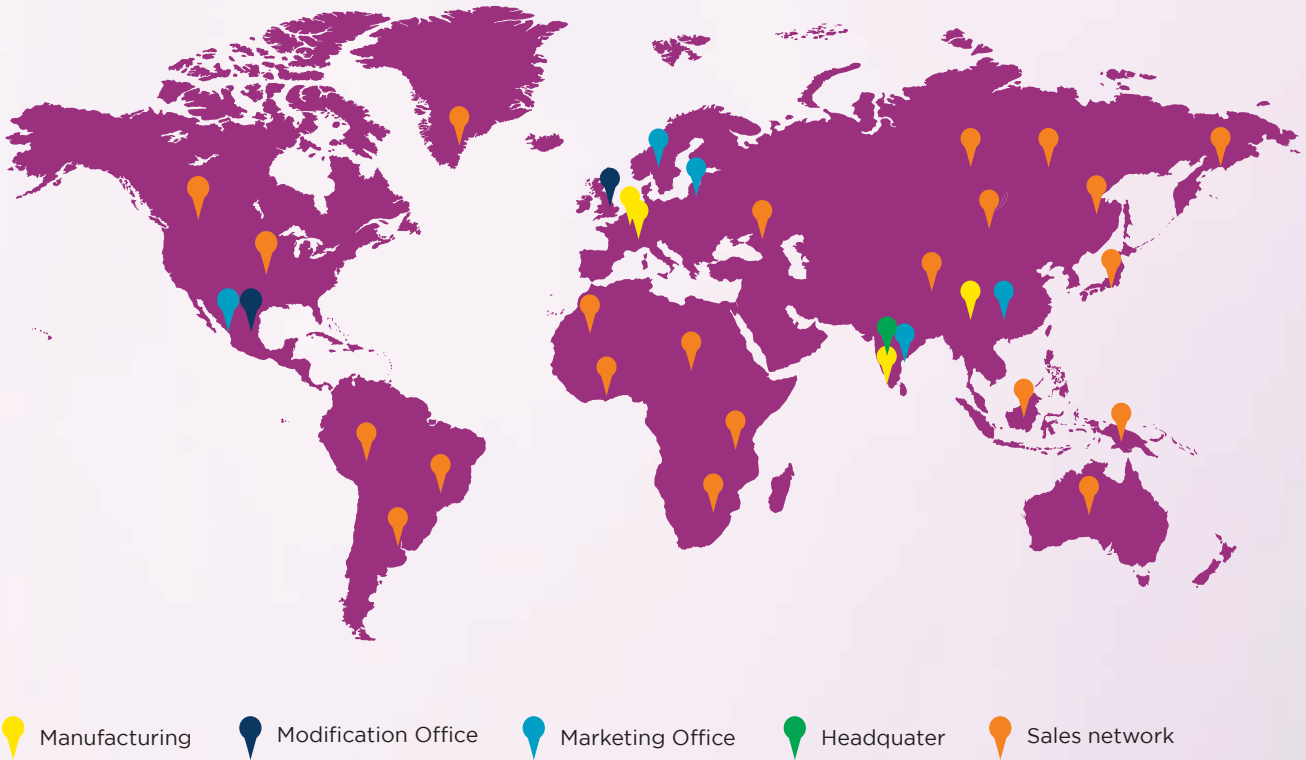 Manufacturing
Modification Office
Marketing Office
Headquater
Sales network